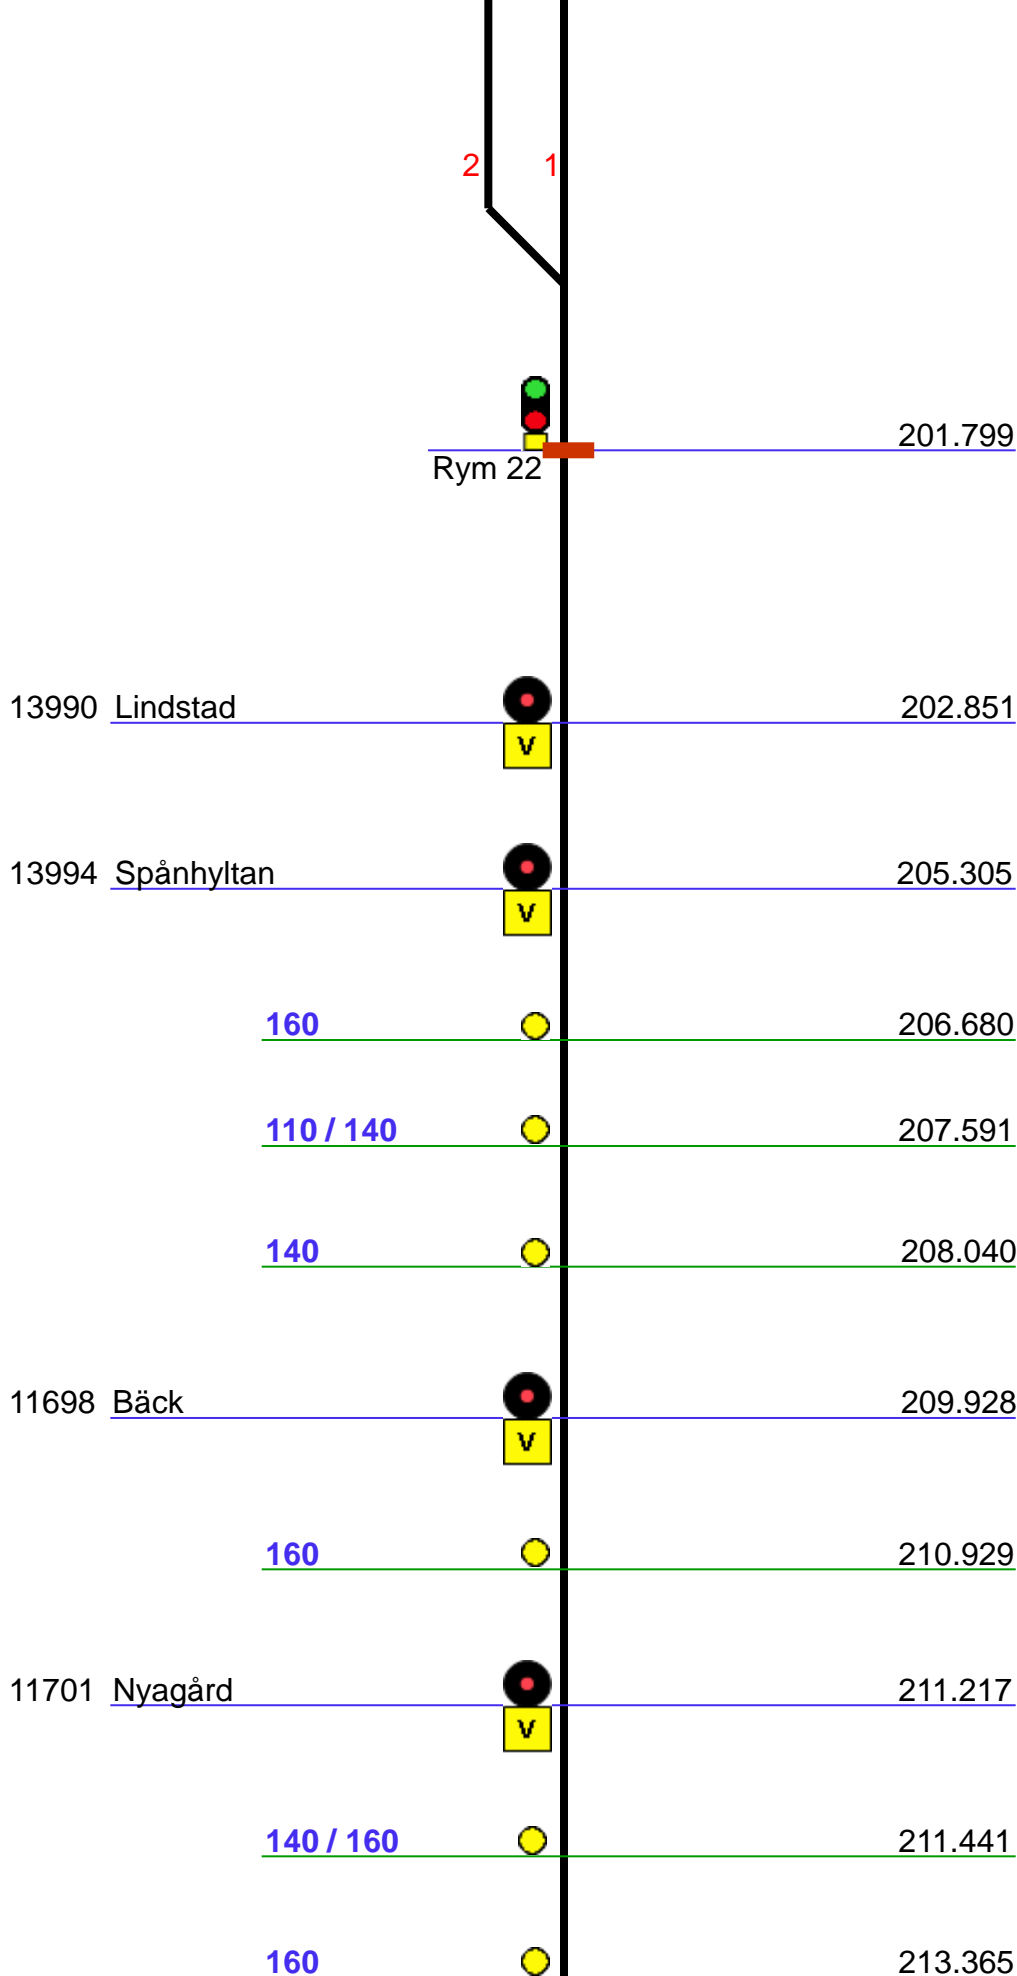 2 1
201.799
Rym 22
13990 Lindstad 202.851
V
13994 Spånhyltan 205.305
V
160 206.680
110 / 140 207.591
140 208.040
11698 Bäck 209.928
V
160 210.929
11701 Nyagård 211.217
V
140 / 160 211.441
160 213.365